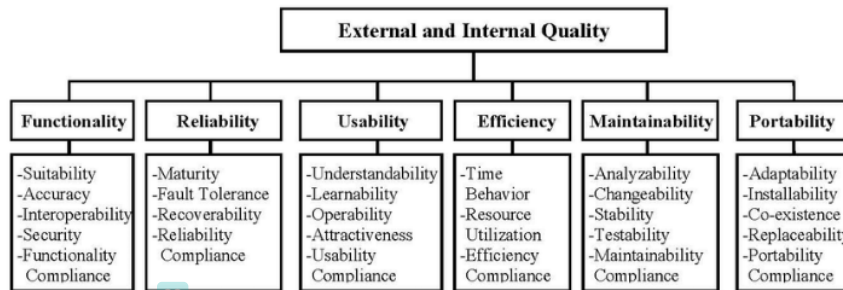 External and Internal Quality
Functionality
Reliability
Usability
Efficiency
Maintainability
Portability
-Suitability
-Accuracy
-Interoperability
-Security
-Functionality
Compliance
-Maturity
-Fault Tolerance
-Recoverability
-Reliability
Compliance
-Understandability
-Learnability
-Operability
-Attractiveness
-Usability
Compliance
-Time
Behavior
-Resource
Utilization
-Efficiency
Compliance
-Analyzability
-Changeability
-Stability
-Testability
-Maintainability
Compliance
-Adaptability
-Installability
-Co-existence
-Replaceability
-Portability
Compliance